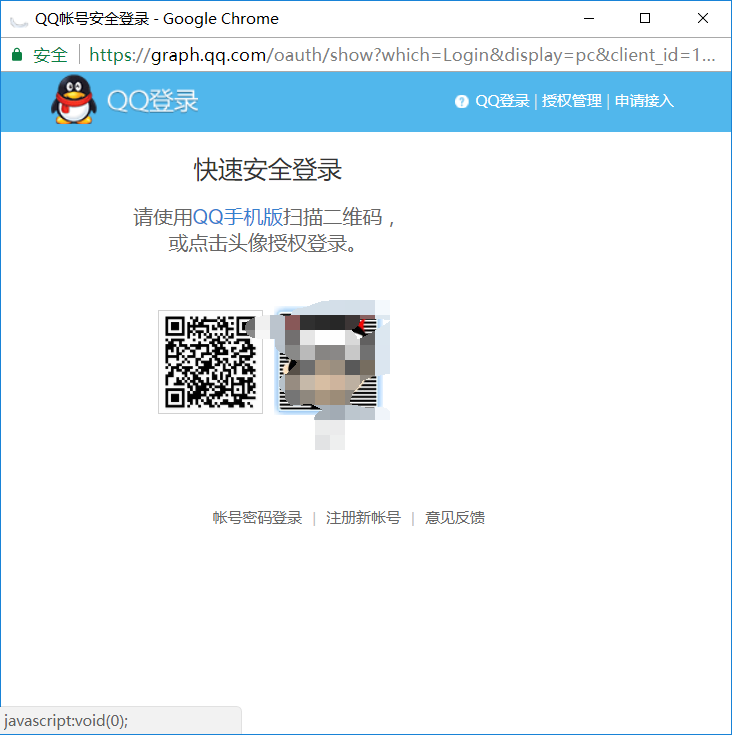 QQ帐号安全登录 - Google Chrome
安全 | https://graph.qq.com/oauth/show?which=Login&display=pc&client_id=1...
QQ登录
? QQ登录 | 授权管理 | 申请接入
快速安全登录
请使用QQ手机版扫描二维码，
或点击头像授权登录。
帐号密码登录 | 注册新帐号 | 意见反馈
javascript:void(0);